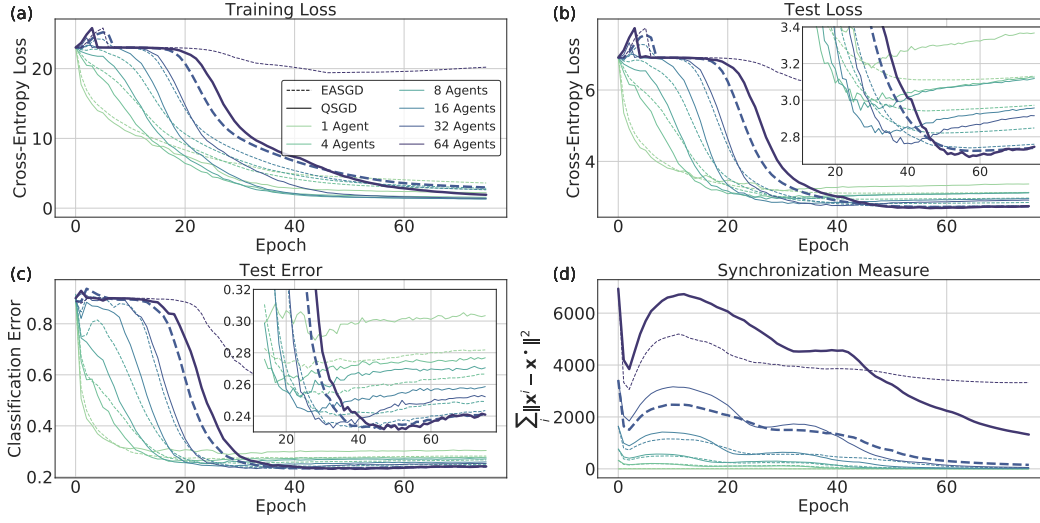 (a)
Training Loss
Cross-Entropy Loss
20
10
0
EASGD
QSGD
1 Agent
4 Agents
8 Agents
16 Agents
32 Agents
64 Agents
0
20
40
60
Epoch
(b)
Test Loss
Cross-Entropy Loss
6
4
3.4
3.2
3.0
2.8
20
40
60
0
20
40
60
Epoch
(c)
Test Error
Classification Error
0.8
0.6
0.4
0.2
0.32
0.30
0.28
0.26
0.24
20
40
60
0
20
40
60
Epoch
(d)
Synchronization Measure
∑‖x^i − x^•‖^2
i
6000
4000
2000
0
0
20
40
60
Epoch